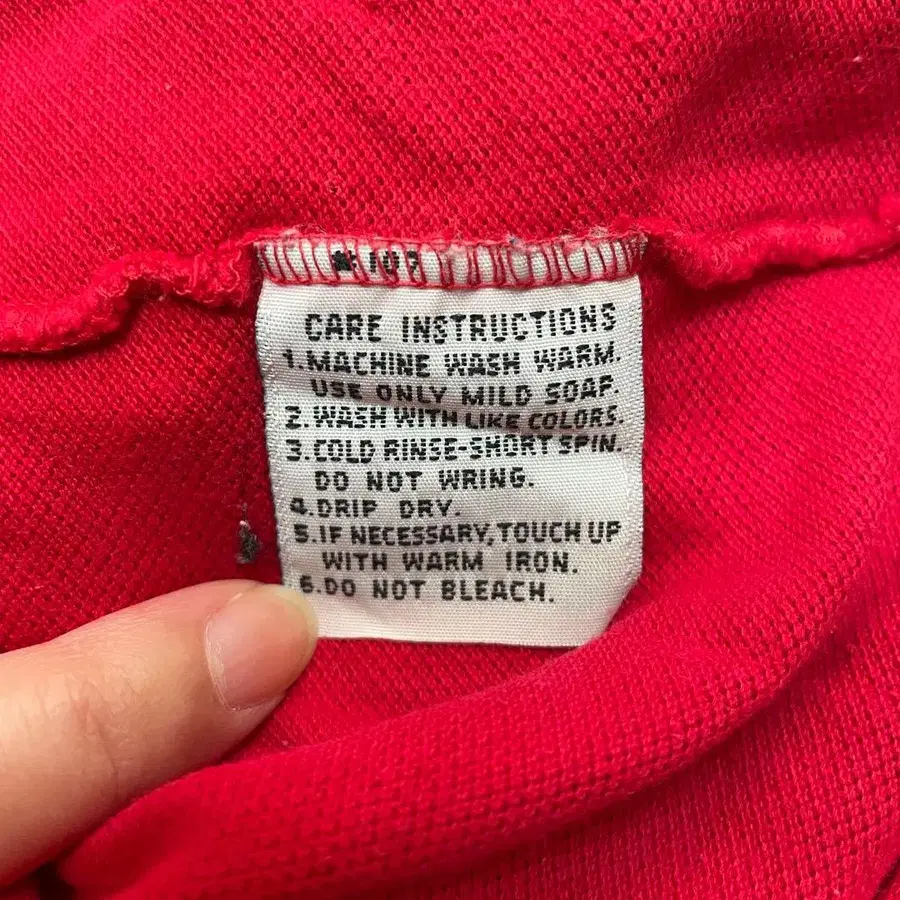 CARE INSTRUCTIONS
1.MACHINE WASH WARM.
USE ONLY MILD SOAP.
2.WASH WITH LIKE COLORS.
3.COLD RINSE-SHORT SPIN.
DO NOT WRING.
4.DRIP DRY.
5.IF NECESSARY,TOUCH UP
WITH WARM IRON.
6.DO NOT BLEACH.